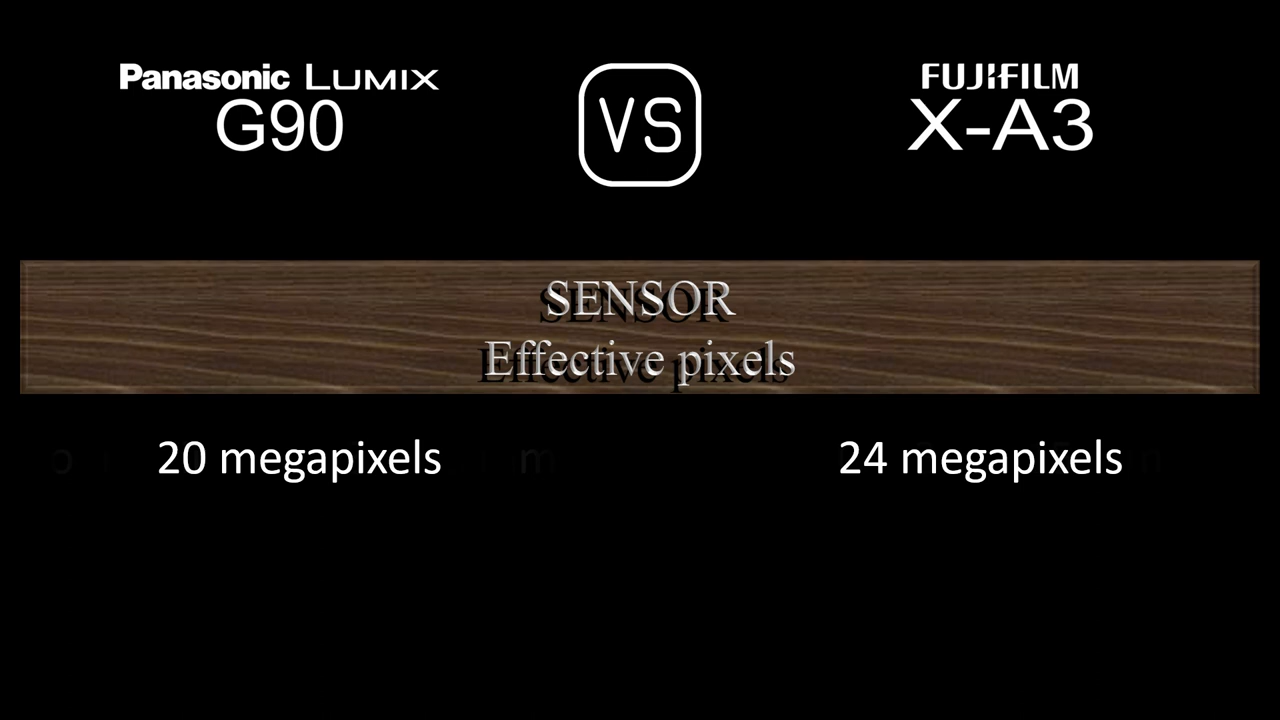 Panasonic LUMIX
G90
VS
FUJIFILM
X-A3
SENSOR
Effective pixels
20 megapixels
24 megapixels